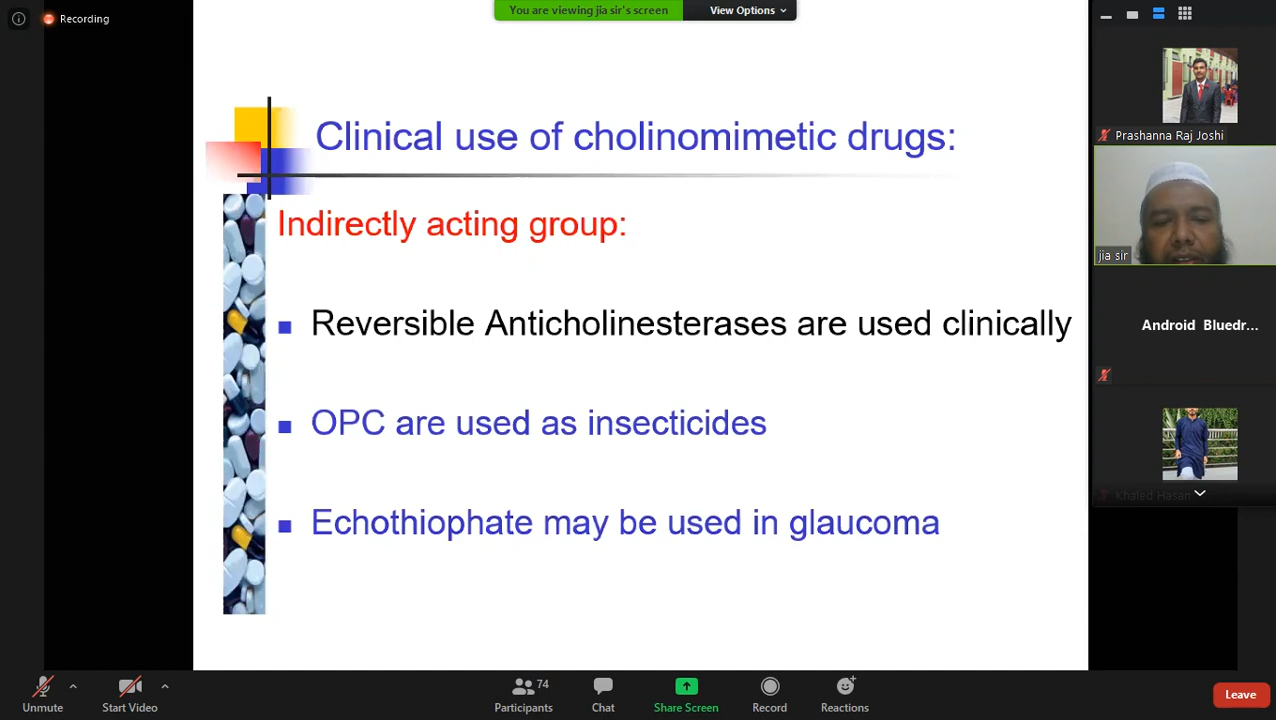 Recording
You are viewing jia sir's screen
View Options
Clinical use of cholinomimetic drugs:
Indirectly acting group:
Reversible Anticholinesterases are used clinically
OPC are used as insecticides
Echothiophate may be used in glaucoma
Prashanna Raj Joshi
jia sir
Android Bluedr...
Khaled Hasan
Unmute
Start Video
74
Participants
Chat
Share Screen
Record
Reactions
Leave